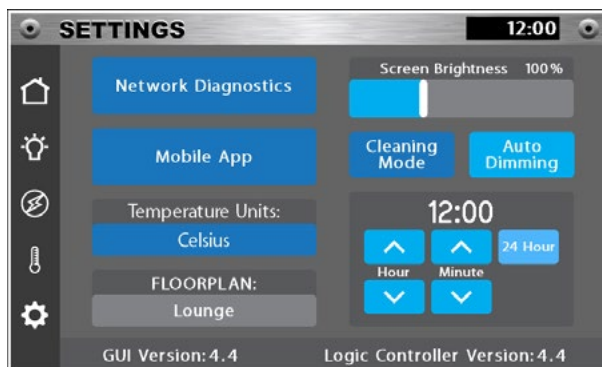 SETTINGS
12:00
Network Diagnostics
Screen Brightness 100%
Mobile App
Cleaning
Mode
Auto
Dimming
Temperature Units:
Celsius
12:00
24 Hour
Hour Minute
FLOORPLAN:
Lounge
GUI Version:4.4
Logic Controller Version:4.4